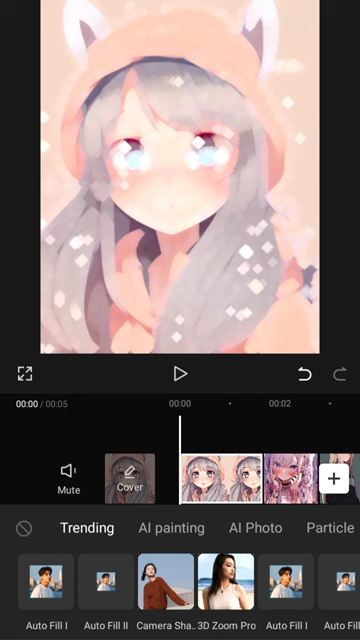 00:00 / 00:05
00:00
00:02
Mute
Cover
Trending
AI painting
AI Photo
Particle
Auto Fill I
Auto Fill II
Camera Sha..
3D Zoom Pro
Auto Fill I
Auto Fill